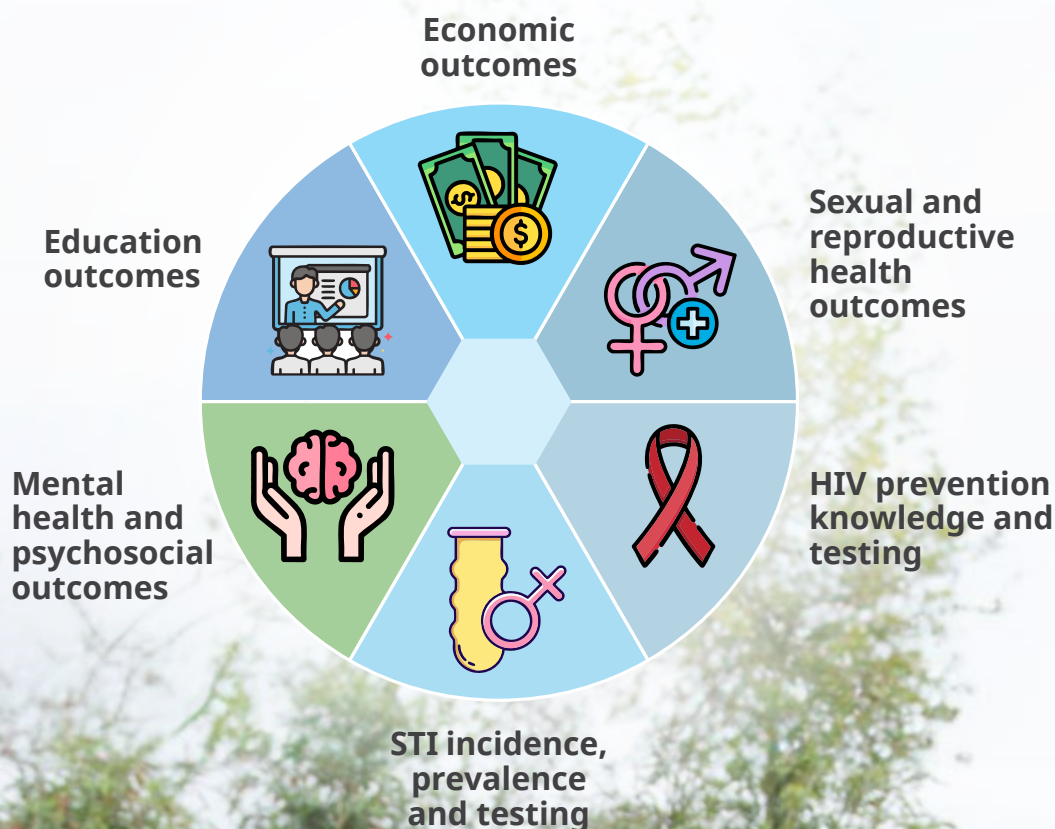 Economic
outcomes
Sexual and
reproductive
health
outcomes
HIV prevention
knowledge and
testing
STI incidence,
prevalence
and testing
Mental
health and
psychosocial
outcomes
Education
outcomes